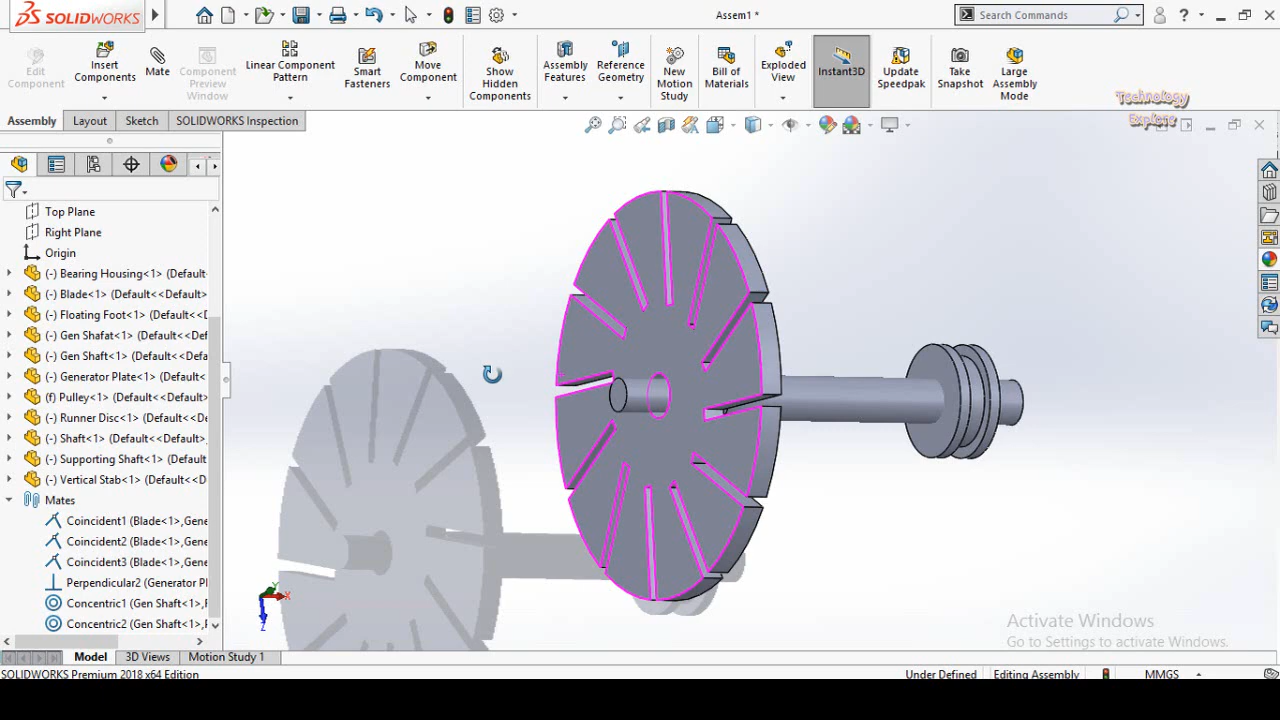 SOLIDWORKS
Assem1 *
Search Commands
?
Edit Component
Insert Components
Mate
Component Preview Window
Linear Component Pattern
Smart Fasteners
Move Component
Show Hidden Components
Assembly Features
Reference Geometry
New Motion Study
Bill of Materials
Exploded View
Instant3D
Update Speedpak
Take Snapshot
Large Assembly Mode
Technology
Explore
Assembly
Layout
Sketch
SOLIDWORKS Inspection
Top Plane
Right Plane
Origin
(-) Bearing Housing<1> (Default
(-) Blade<1> (Default<<Default>
(-) Floating Foot<1> (Default<
(-) Gen Shafat<1> (Default<<D
(-) Gen Shaft<1> (Default<<De
(-) Generator Plate<1> (Defaul
(f) Pulley<1> (Default<<Defaul
(-) Runner Disc<1> (Default<<
(-) Shaft<1> (Default<<Default>
(-) Supporting Shaft<1> (Defau
(-) Vertical Stab<1> (Default<<D
Mates
Coincident1 (Blade<1>,Gene
Coincident2 (Blade<1>,Gene
Coincident3 (Blade<1>,Gene
Perpendicular2 (Generator Pl
Concentric1 (Gen Shaft<1>,
Concentric2 (Gen Shaft<1>,
Y
X
Z
Activate Windows
Go to Settings to activate Windows.
Model
3D Views
Motion Study 1
SOLIDWORKS Premium 2018 x64 Edition
Under Defined
Editing Assembly
MMGS